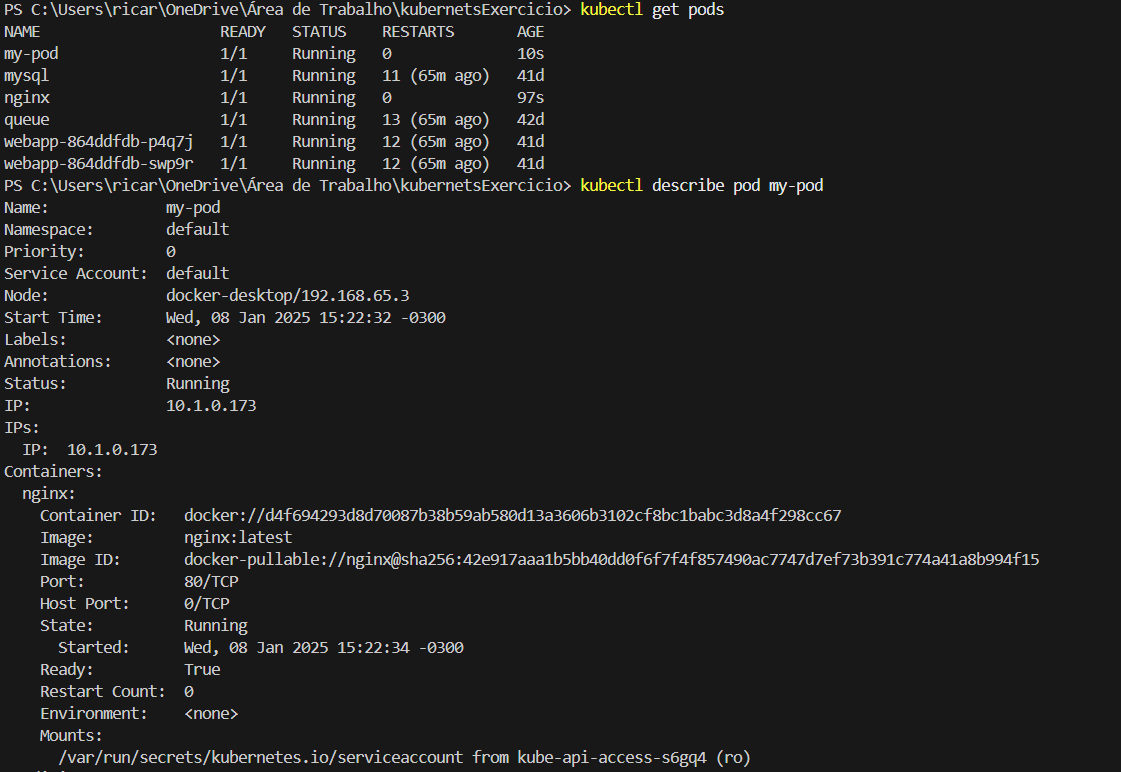 PS C:\Users\ricar\OneDrive\Área de Trabalho\kubernetsExercicio> kubectl get pods
NAME                     READY   STATUS    RESTARTS       AGE
my-pod                   1/1     Running   0              10s
mysql                    1/1     Running   11 (65m ago)   41d
nginx                    1/1     Running   0              97s
queue                    1/1     Running   13 (65m ago)   42d
webapp-864ddfdb-p4q7j    1/1     Running   12 (65m ago)   41d
webapp-864ddfdb-swp9r    1/1     Running   12 (65m ago)   41d
PS C:\Users\ricar\OneDrive\Área de Trabalho\kubernetsExercicio> kubectl describe pod my-pod
Name:             my-pod
Namespace:        default
Priority:         0
Service Account:  default
Node:             docker-desktop/192.168.65.3
Start Time:       Wed, 08 Jan 2025 15:22:32 -0300
Labels:           <none>
Annotations:      <none>
Status:           Running
IP:               10.1.0.173
IPs:
  IP:  10.1.0.173
Containers:
  nginx:
    Container ID:   docker://d4f694293d8d70087b38b59ab580d13a3606b3102cf8bc1babc3d8a4f298cc67
    Image:          nginx:latest
    Image ID:       docker-pullable://nginx@sha256:42e917aaa1b5bb40dd0f6f7f4f857490ac7747d7ef73b391c774a41a8b994f15
    Port:           80/TCP
    Host Port:      0/TCP
    State:          Running
      Started:      Wed, 08 Jan 2025 15:22:34 -0300
    Ready:          True
    Restart Count:  0
    Environment:    <none>
    Mounts:
      /var/run/secrets/kubernetes.io/serviceaccount from kube-api-access-s6gq4 (ro)